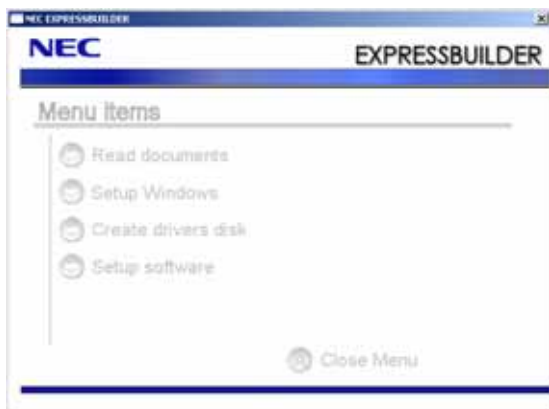 NEC EXPRESSBUILDER
NEC
EXPRESSBUILDER
Menu items
Read documents
Setup Windows
Create drivers disk
Setup software
Close Menu